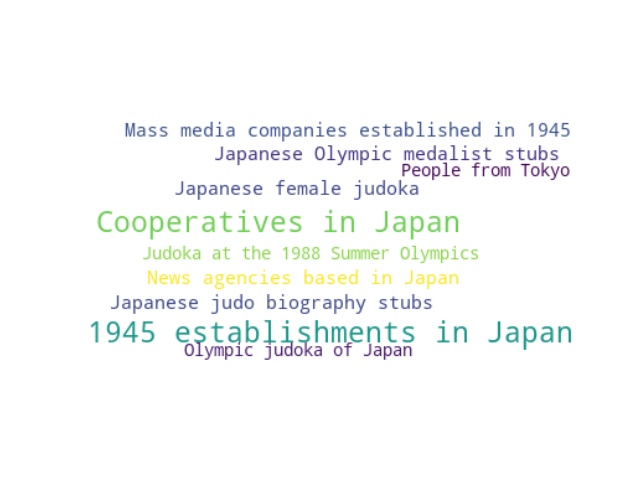 Mass media companies established in 1945
Japanese Olympic medalist stubs
People from Tokyo
Japanese female judoka
Cooperatives in Japan
Judoka at the 1988 Summer Olympics
News agencies based in Japan
Japanese judo biography stubs
1945 establishments in Japan
Olympic judoka of Japan